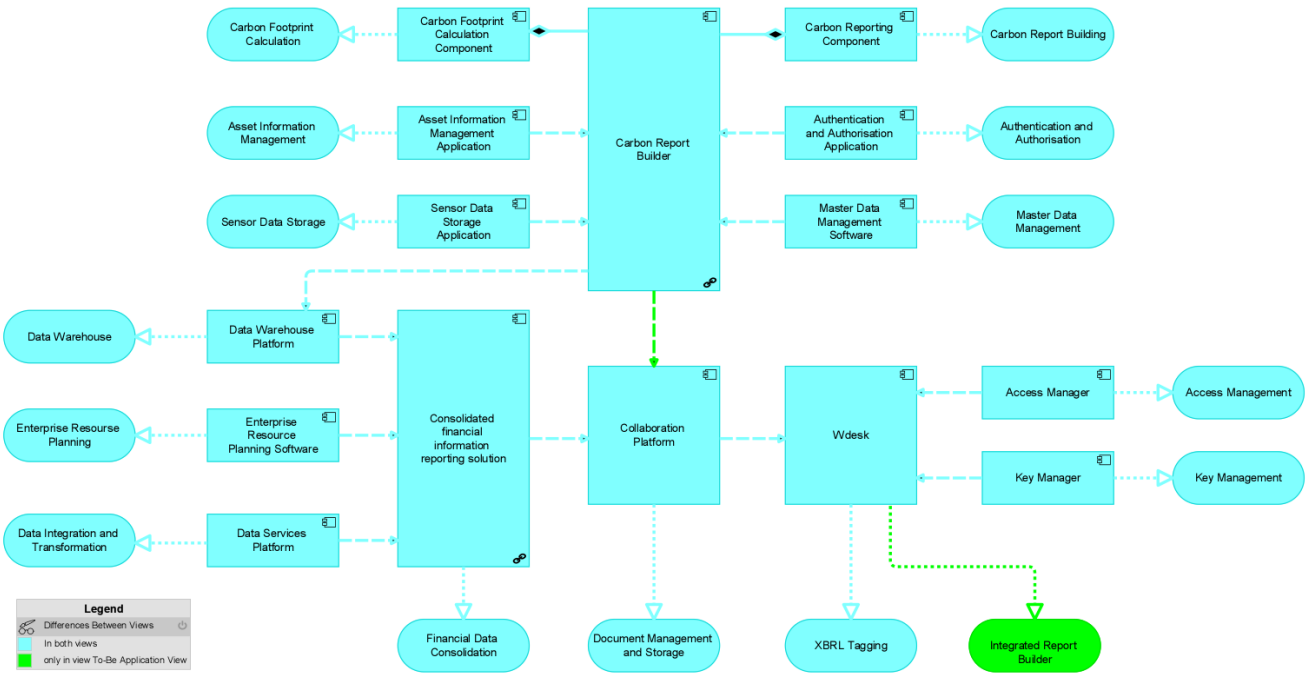 Carbon Footprint
Calculation
Carbon Footprint
Calculation
Component
Carbon Reporting
Component
Carbon Report Building
Asset Information
Management
Asset Information
Management
Application
Carbon Report
Builder
Authentication
and Authorisation
Application
Authentication and
Authorisation
Sensor Data Storage
Sensor Data
Storage
Application
Master Data
Management
Software
Master Data
Management
Data Warehouse
Data Warehouse
Platform
Enterprise Resourse
Planning
Enterprise
Resource
Planning Software
Consolidated
financial
information
reporting solution
Collaboration
Platform
Wdesk
Access Manager
Access Management
Key Manager
Key Management
Data Integration and
Transformation
Data Services
Platform
Financial Data
Consolidation
Document Management
and Storage
XBRL Tagging
Integrated Report
Builder
Legend
Differences Between Views
In both views
only in view To-Be Application View